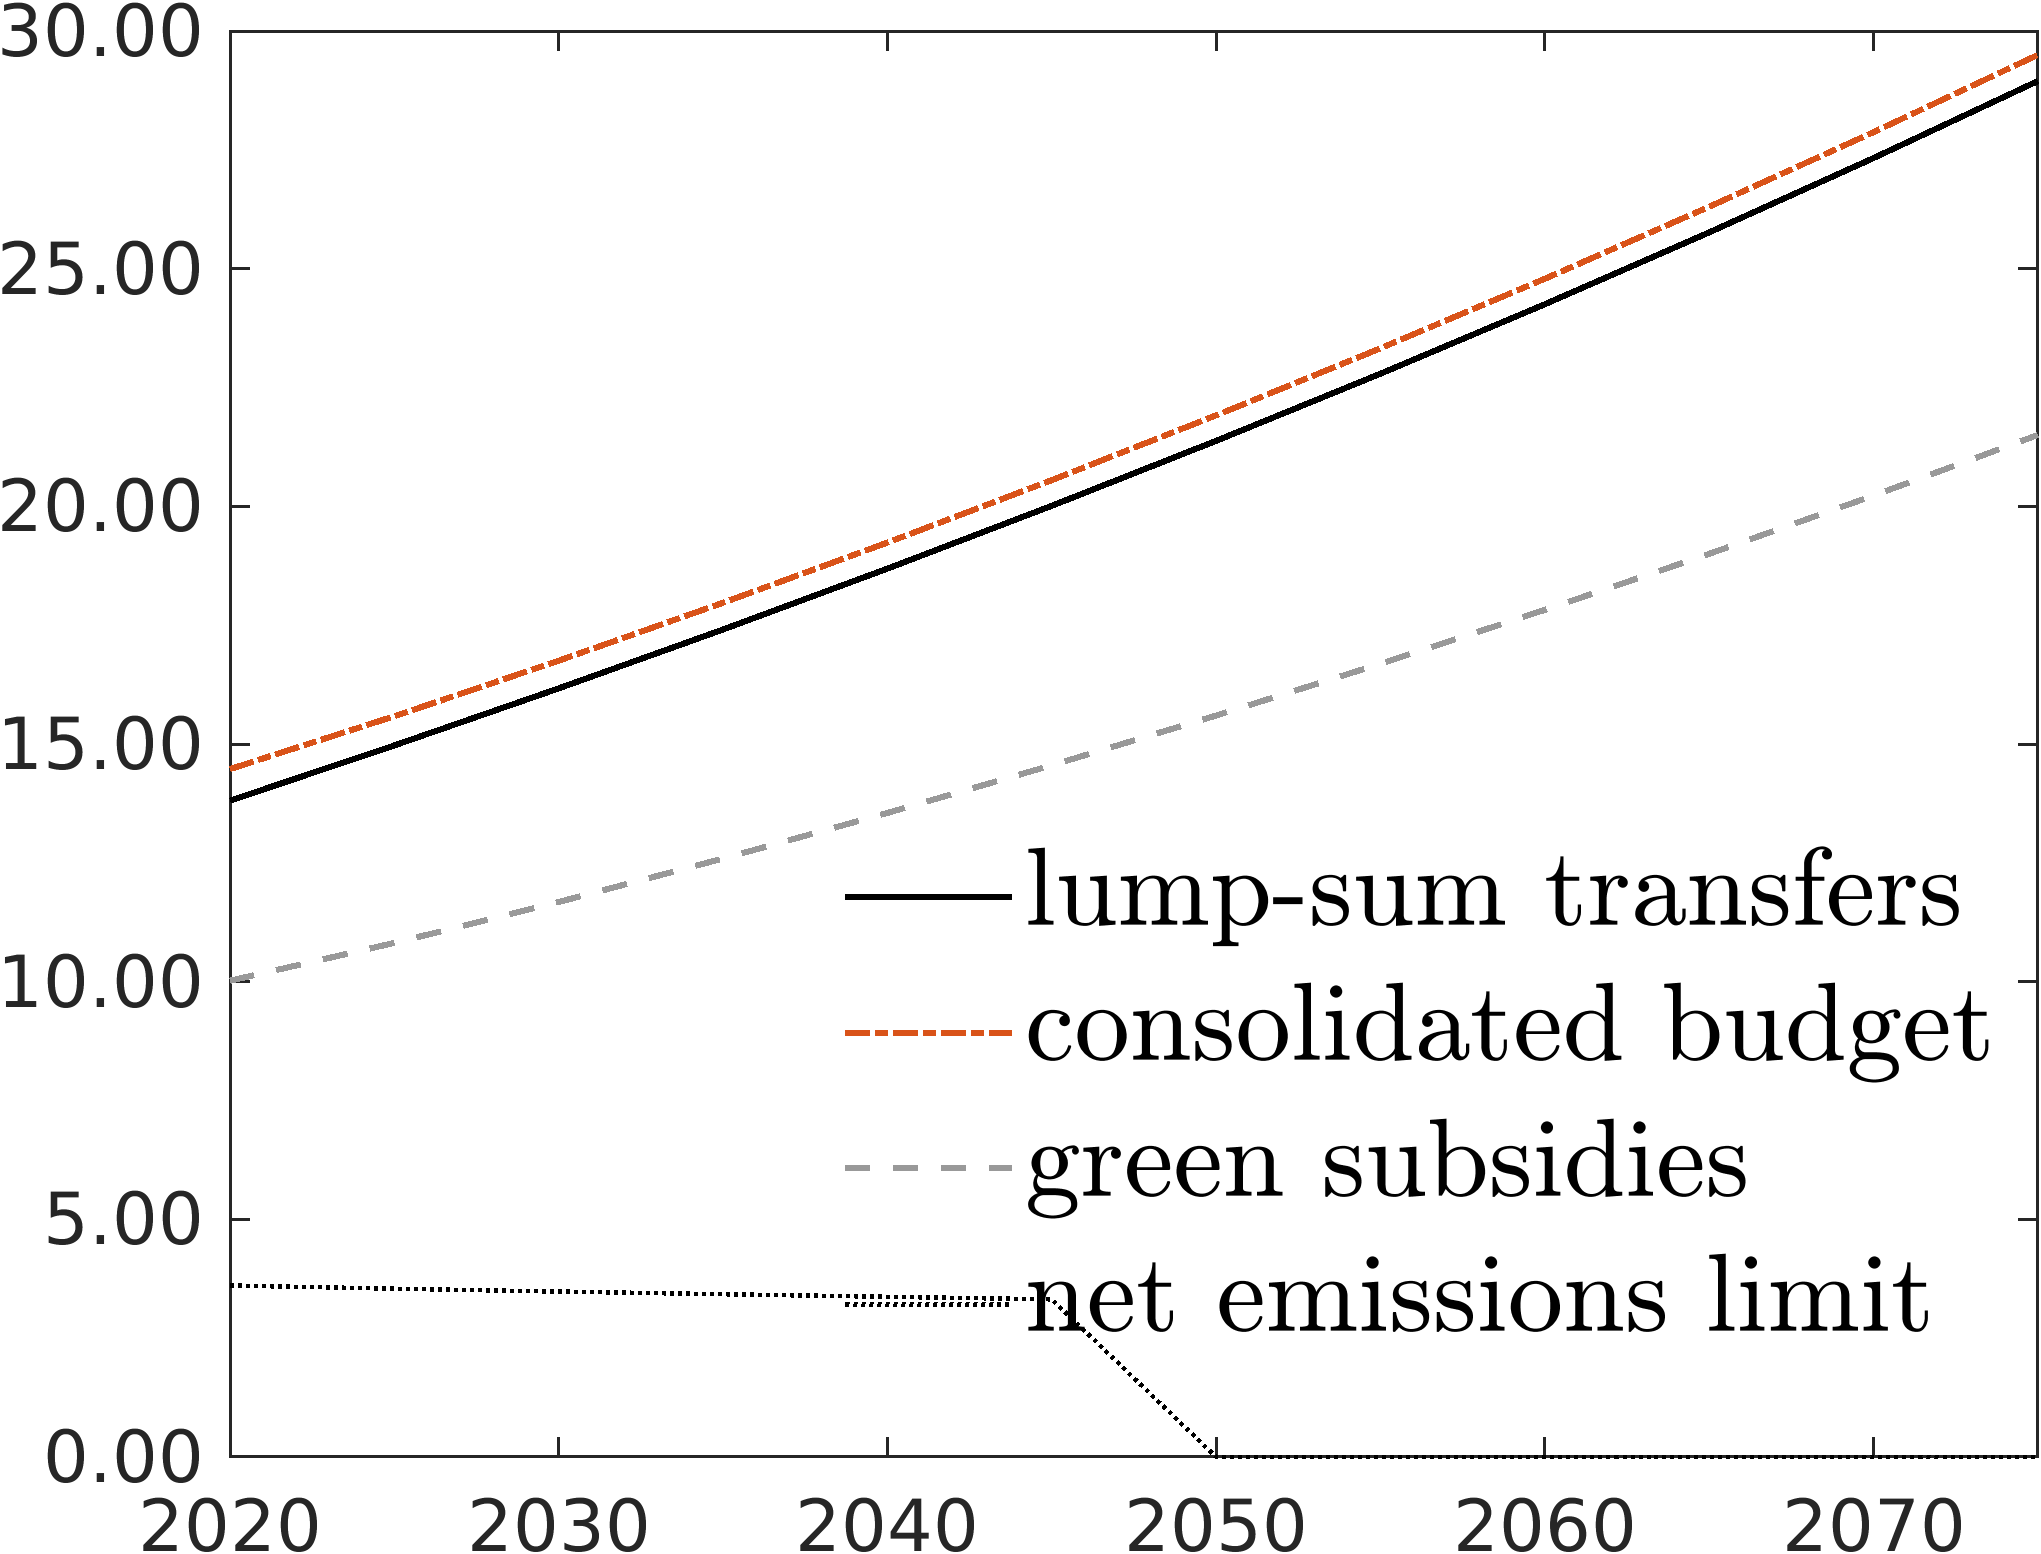 30.00
25.00
20.00
15.00
10.00
5.00
0.00
lump-sum transfers
consolidated budget
green subsidies
net emissions limit
2020 2030 2040 2050 2060 2070